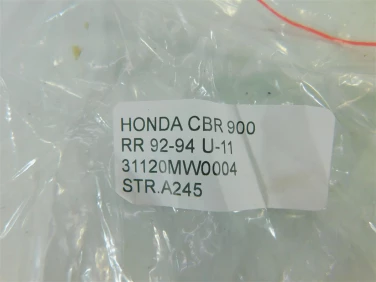 HONDA CBR 900
RR 92-94 U-11
31120MW0004
STR.A245